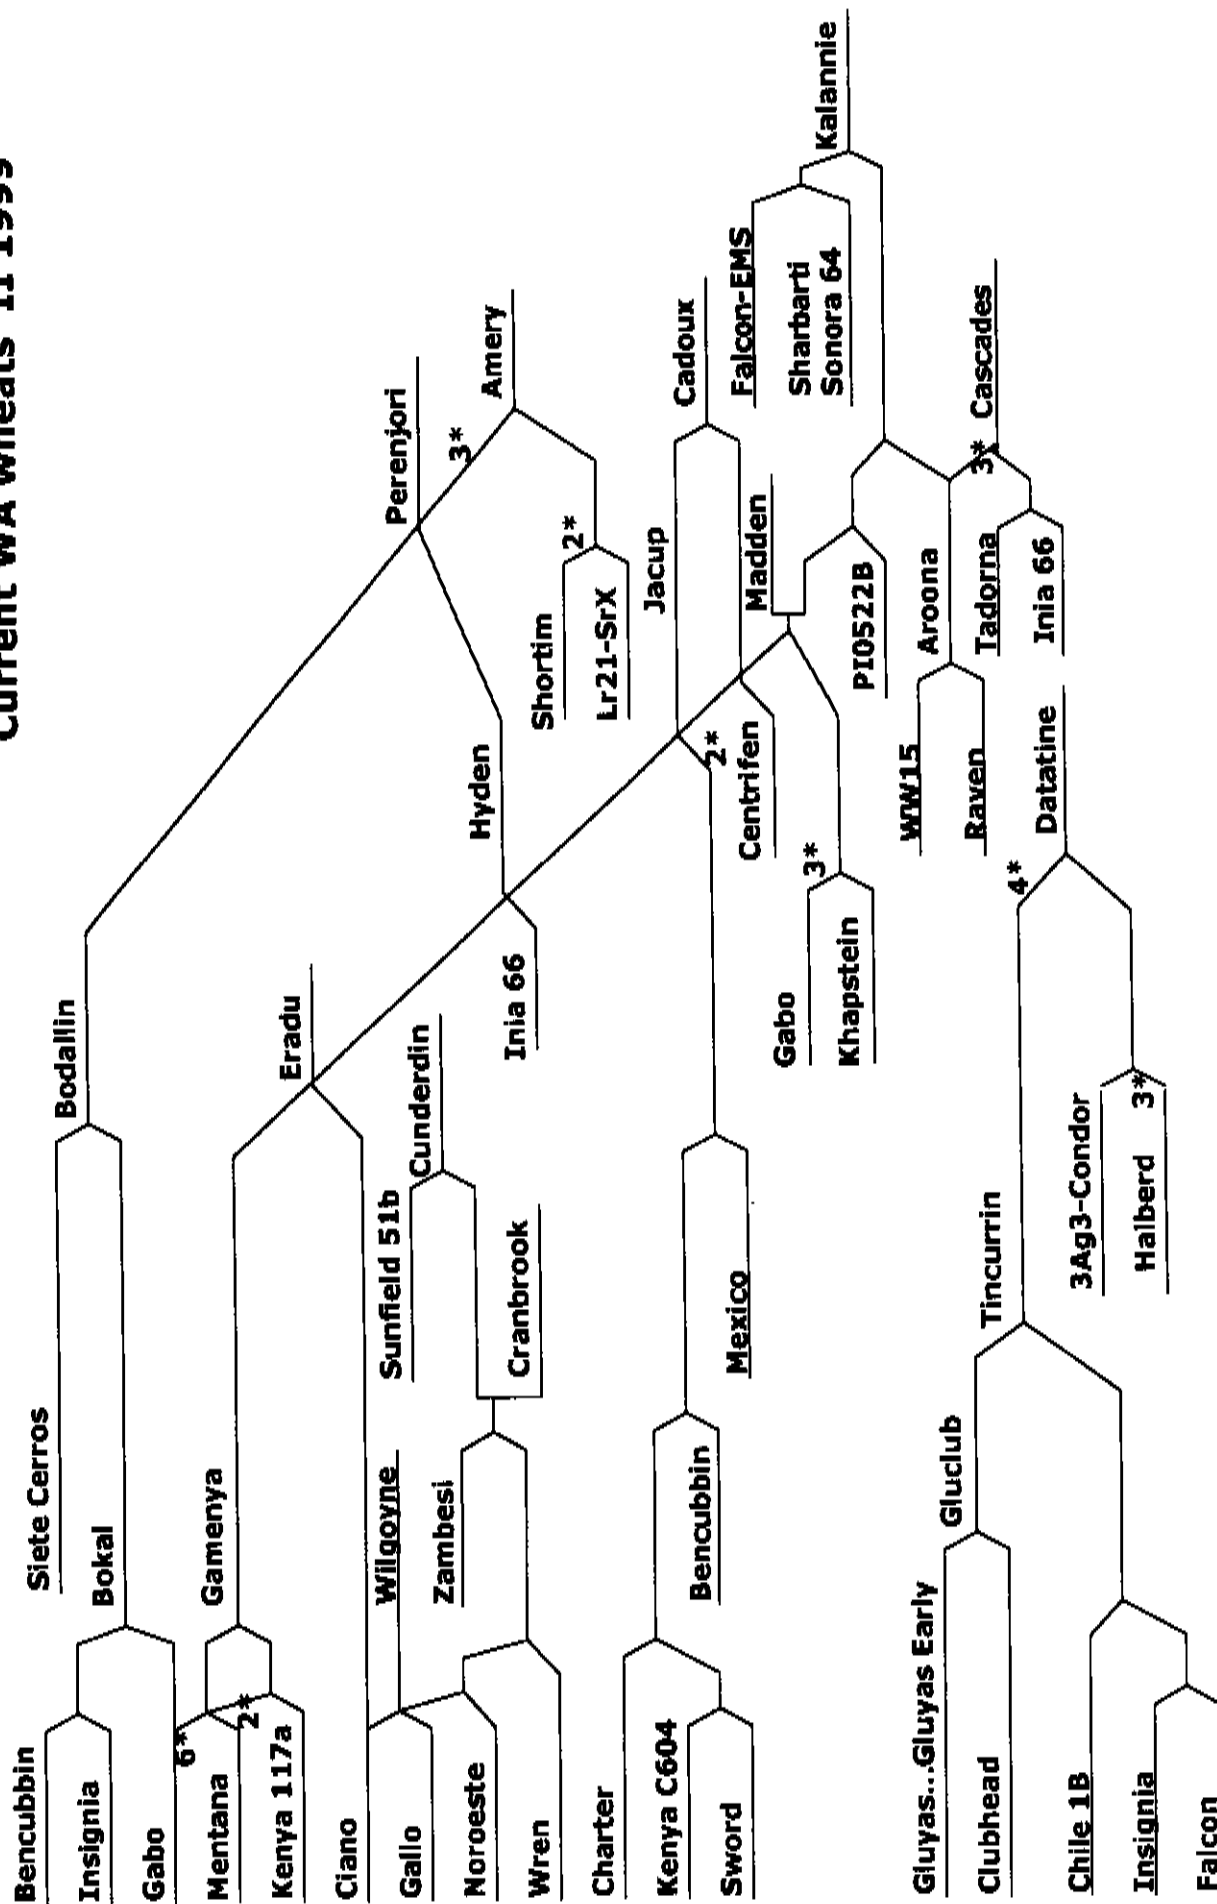 Current WA Wheats 11 1999
Bencubbin
Insignia
Gabo
Mentana
Kenya 117a
Ciano
Gallo
Noroeste
Wren
Charter
Kenya C604
Sword
Gluyas...Gluyas Early
Clubhead
Chile 1B
Insignia
Falcon
6*
2*
Siete Cerros
Bokal
Gamenya
Wilgoyne
Zambesi
Bencubbin
Gluclub
Sunfield 51b
Cranbrook
Mexico
Tincurrin
3Ag3-Condor
Halberd 3*
Bodallin
Eradu
Cunderdin
Inia 66
Gabo
Khapstein
3*
4*
Hyden
Centrifen
2*
WW15
Raven
Datatine
Shortim
Lr21-SrX
2*
Jacup
Madden
PI0522B
Aroona
Tadorna
Inia 66
Perenjori
3*
Amery
Cadoux
Falcon-EMS
Sharbarti
Sonora 64
3* Cascades
Kalannie